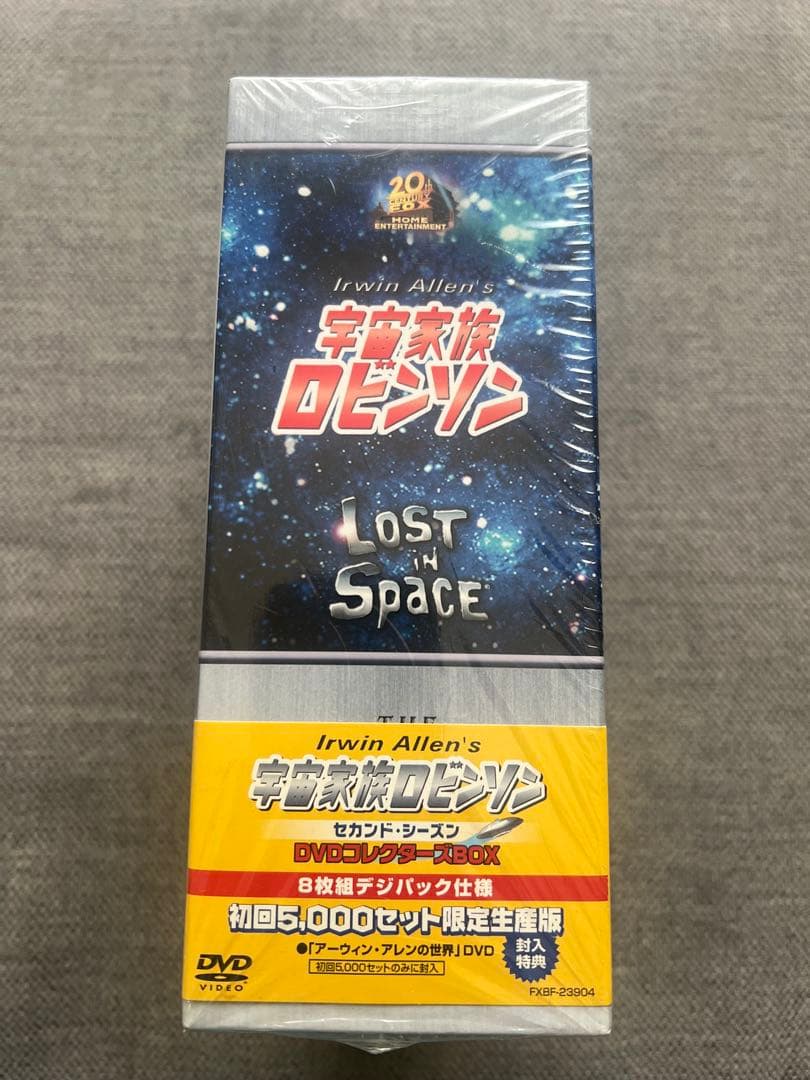 20th
CENTURY
FOX
HOME
ENTERTAINMENT
Irwin Allen's
宇宙家族
ロビンソン
LOST
IN
SPACE
THE
Irwin Allen's
宇宙家族ロビンソン
セカンド・シーズン
DVDコレクターズBOX
8枚組デジパック仕様
初回5,000セット限定生産版
●「アーウィン・アレンの世界」DVD
初回5,000セットのみに封入
封入
特典
DVD
VIDEO
FXBF-23904